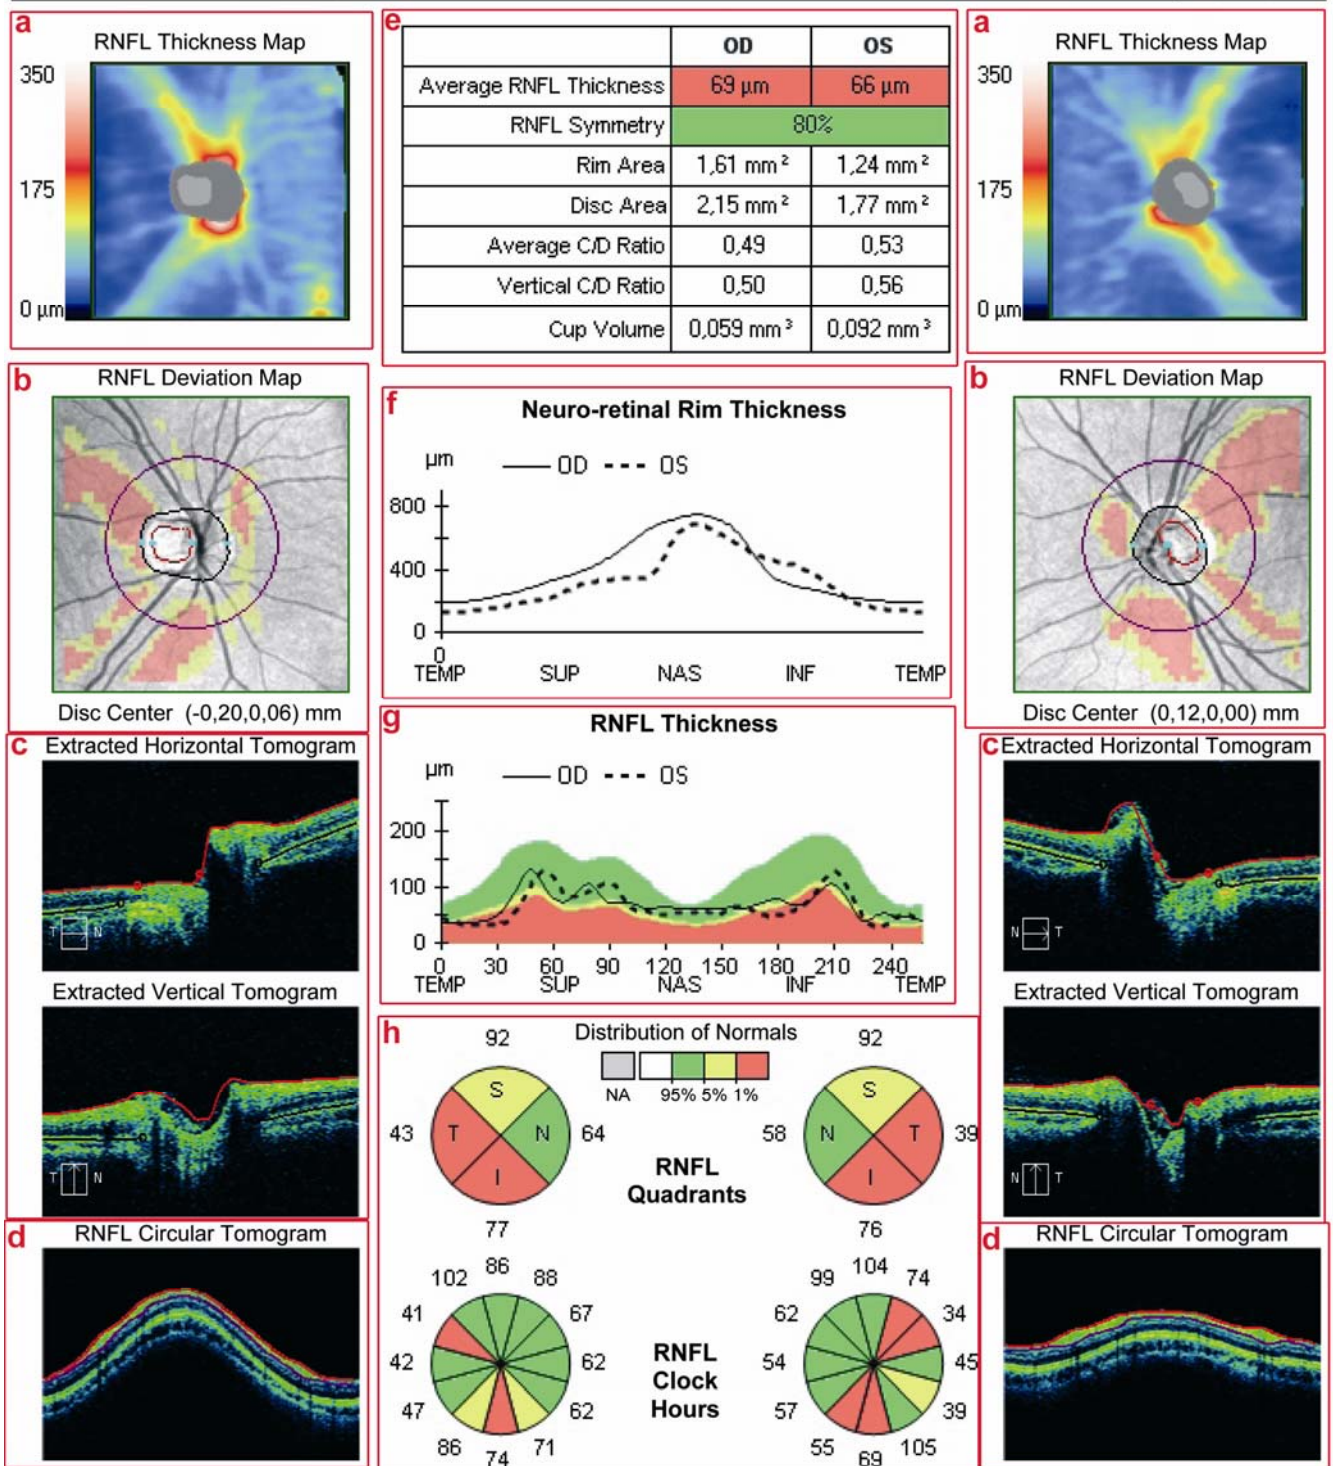 a
RNFL Thickness Map
350
175
0 µm
e
OD OS
Average RNFL Thickness 69 µm 66 µm
RNFL Symmetry 80%
Rim Area 1,61 mm² 1,24 mm²
Disc Area 2,15 mm² 1,77 mm²
Average C/D Ratio 0,49 0,53
Vertical C/D Ratio 0,50 0,56
Cup Volume 0,059 mm³ 0,092 mm³
a
RNFL Thickness Map
350
175
0 µm
b
RNFL Deviation Map
Disc Center (-0,20,0,06) mm
f
Neuro-retinal Rim Thickness
µm OD OS
800
400
0
0
TEMP SUP NAS INF TEMP
b
RNFL Deviation Map
Disc Center (0,12,0,00) mm
c Extracted Horizontal Tomogram
T N
Extracted Vertical Tomogram
T N
g
RNFL Thickness
µm OD OS
200
100
0
0 30 60 90 120 150 180 210 240
TEMP SUP NAS INF TEMP
c Extracted Horizontal Tomogram
N T
Extracted Vertical Tomogram
N T
d
RNFL Circular Tomogram
h
Distribution of Normals
NA 95% 5% 1%
92
S
43 T N 64
I
77
RNFL
Quadrants
92
S
58 N T 39
I
76
86
102 88
41 67
42 62
47 62
86 71
74
RNFL
Clock
Hours
104
99 74
62 34
54 45
57 39
55 105
69
d
RNFL Circular Tomogram